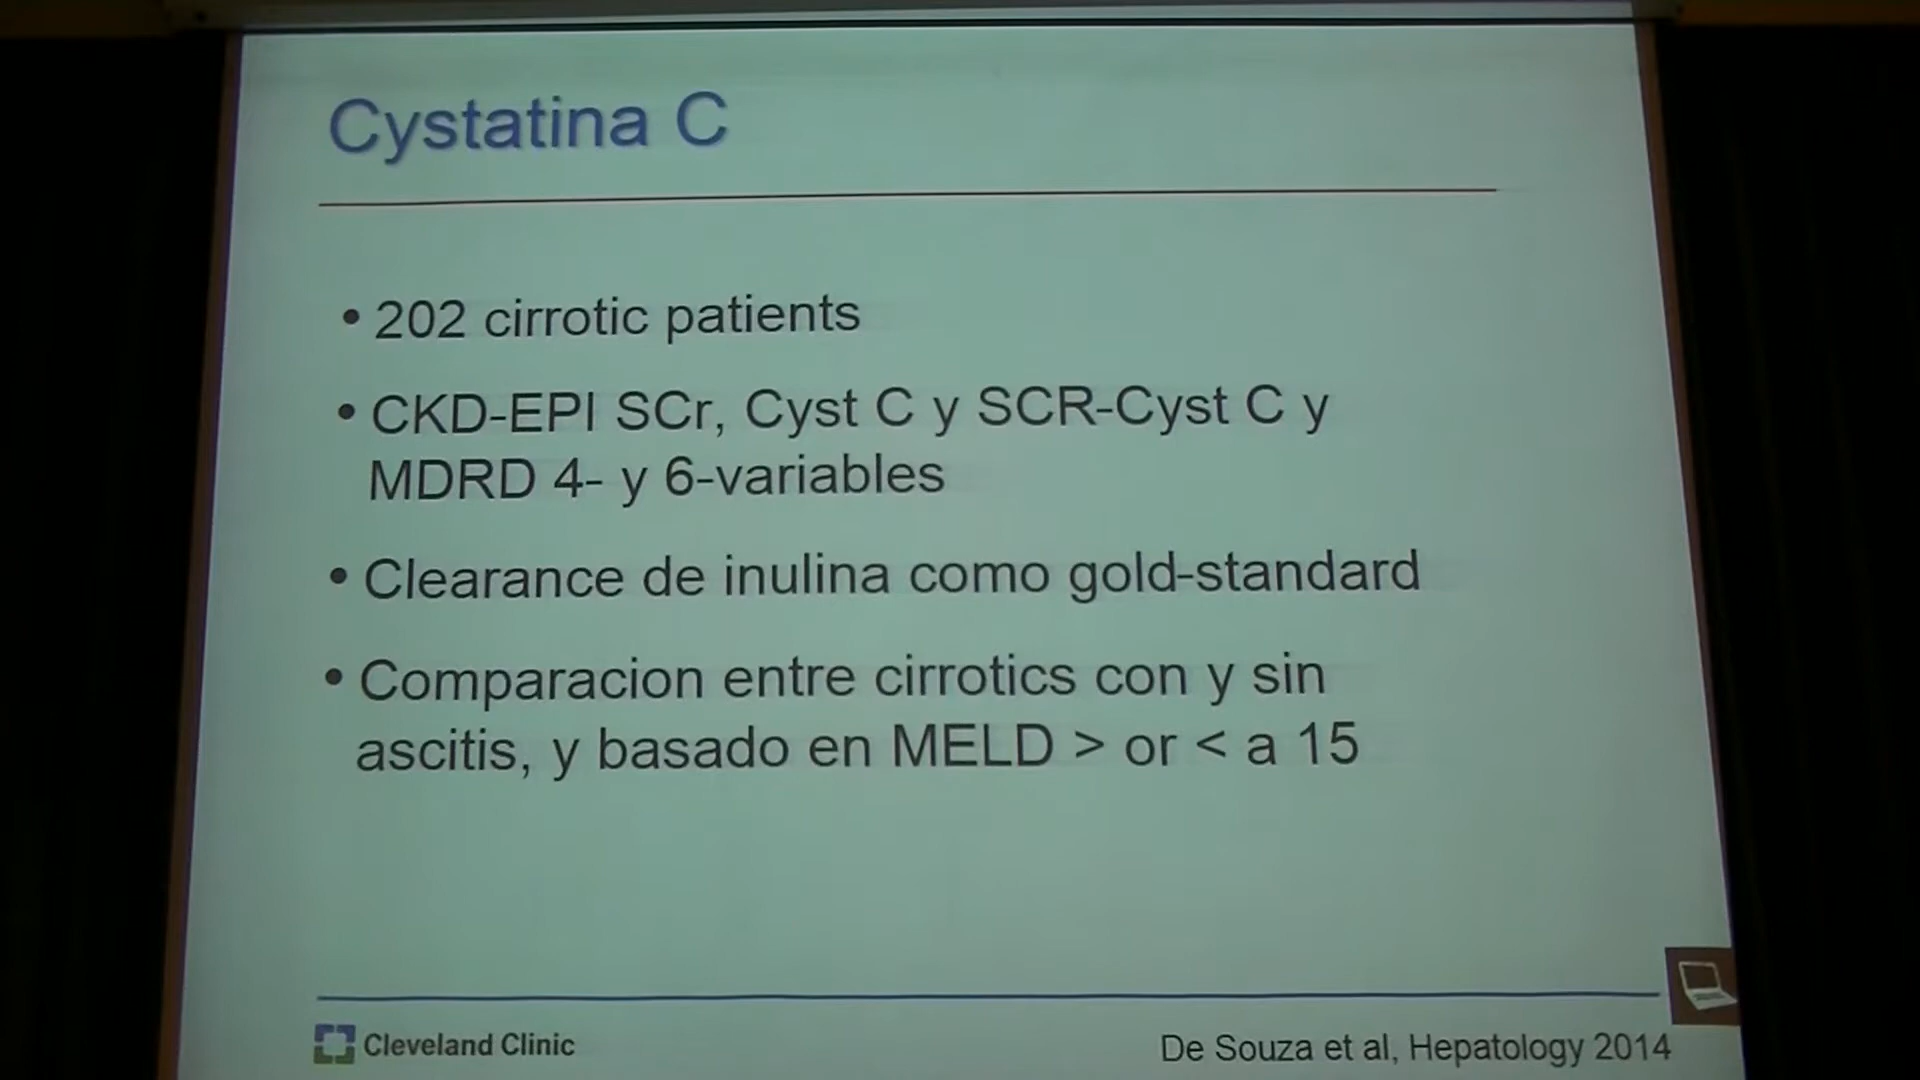 Cystatina C
• 202 cirrotic patients
• CKD-EPI SCr, Cyst C y SCR-Cyst C y
MDRD 4- y 6-variables
• Clearance de inulina como gold-standard
• Comparacion entre cirrotics con y sin
ascitis, y basado en MELD > or < a 15
Cleveland Clinic
De Souza et al, Hepatology 2014